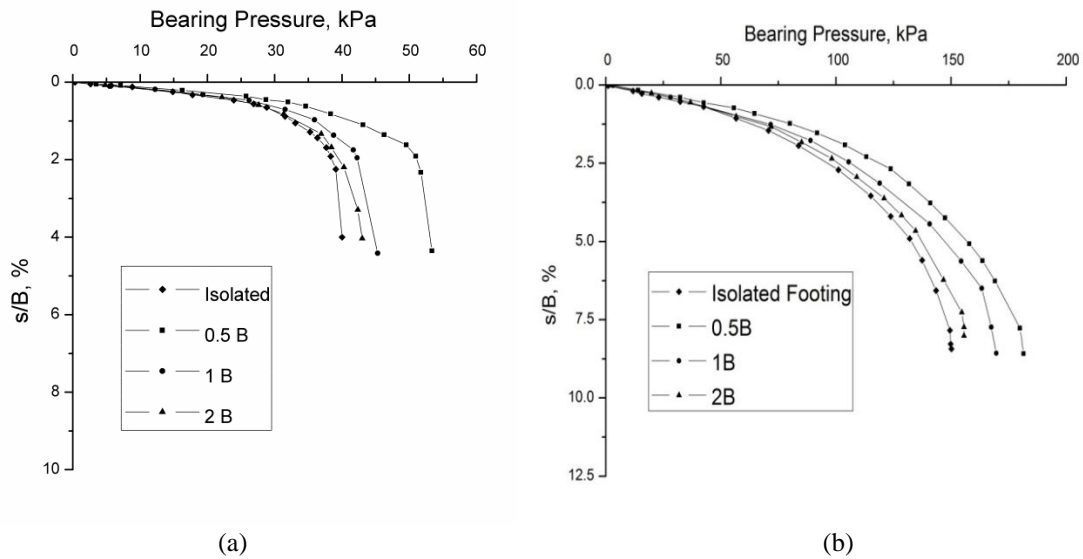 Bearing Pressure, kPa
0 10 20 30 40 50 60
0
2
4
6
8
10
s/B, %
Isolated
0.5 B
1 B
2 B
(a)
Bearing Pressure, kPa
0 50 100 150 200
0.0
2.5
5.0
7.5
10.0
12.5
s/B, %
Isolated Footing
0.5B
1B
2B
(b)